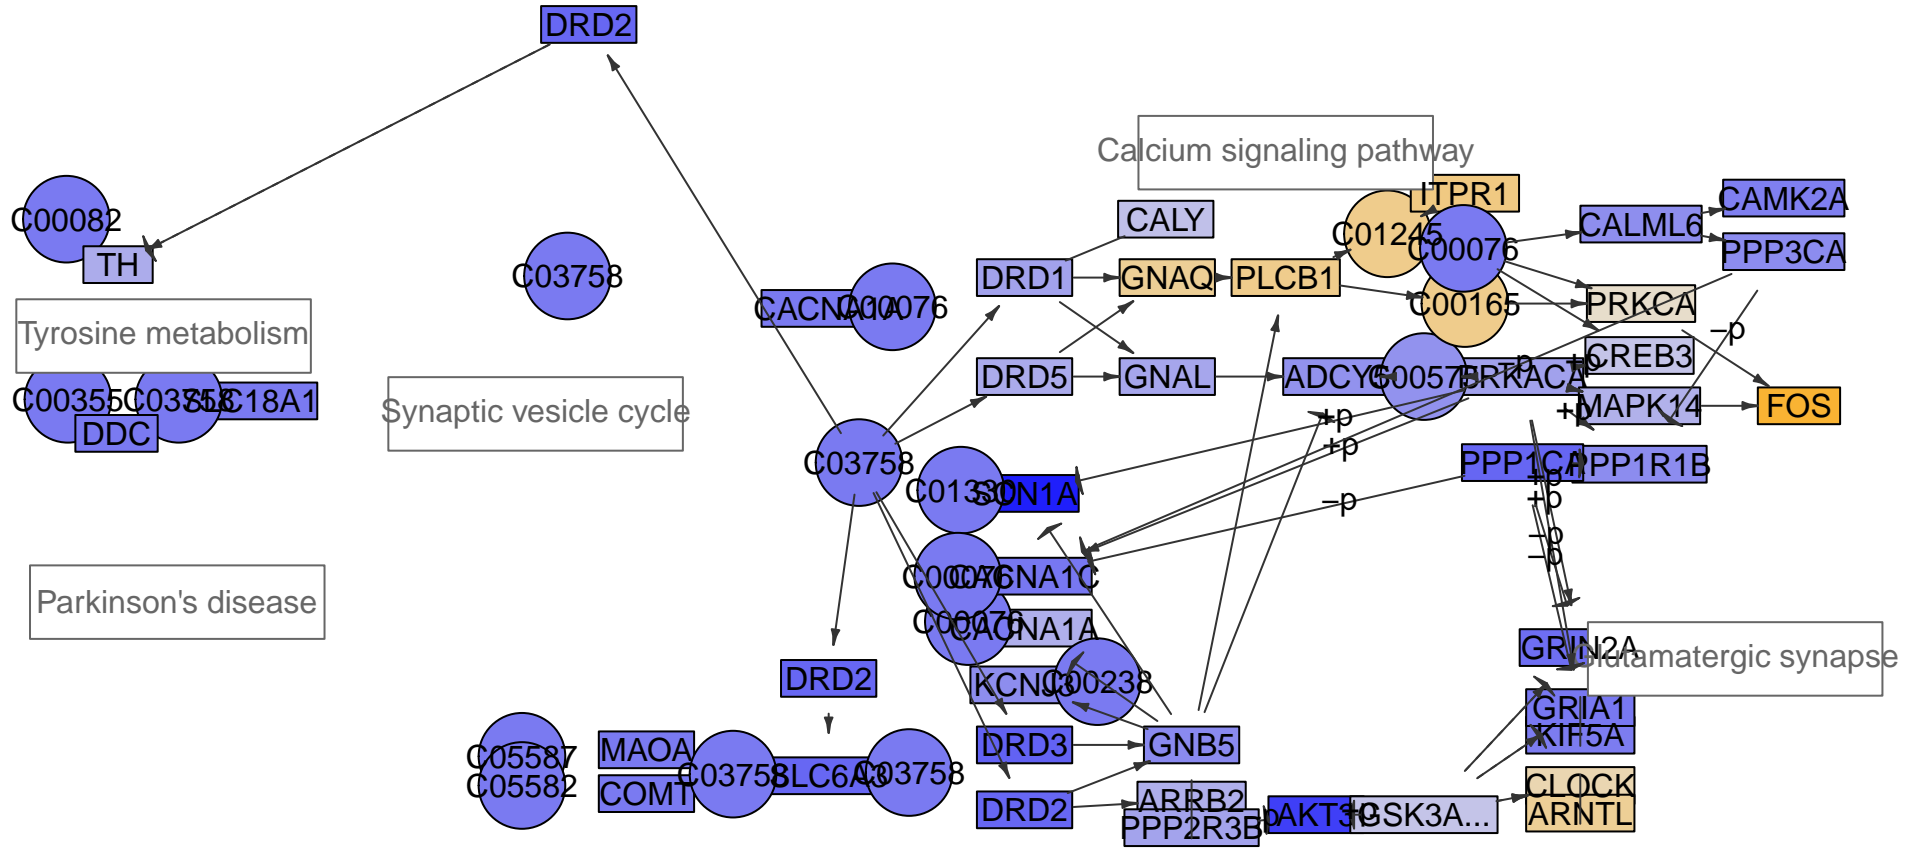 DRD2
Calcium signaling pathway
ITPR1
CAMK2A
C00082
CALY
C01245
C00076
CALML6
PPP3CA
TH
C03758
DRD1
GNAQ
PLCB1
CACNA1A
C00076
C00165
PRKCA
Tyrosine metabolism
−p
CREB3
−p
+p
DRD5
GNAL
ADCY5
C00575
PRKACA
C00355
C03758
SLC18A1
Synaptic vesicle cycle
MAPK14
FOS
+p
+p
DDC
+p
C03758
PPP1CA
PPP1R1B
C01330
SCN1A
+p
−p
+p
−p
−p
C00076
CACNA1C
Parkinson's disease
C00076
CACNA1A
GRIN2A
Glutamatergic synapse
DRD2
KCNJ3
C00238
GRIA1
KIF5A
C05587
MAOA
DRD3
GNB5
C05582
COMT
C03758
SLC6A3
C03758
CLOCK
ARRB2
DRD2
PPP2R3B
−p
AKT3
+p
GSK3A...
ARNTL